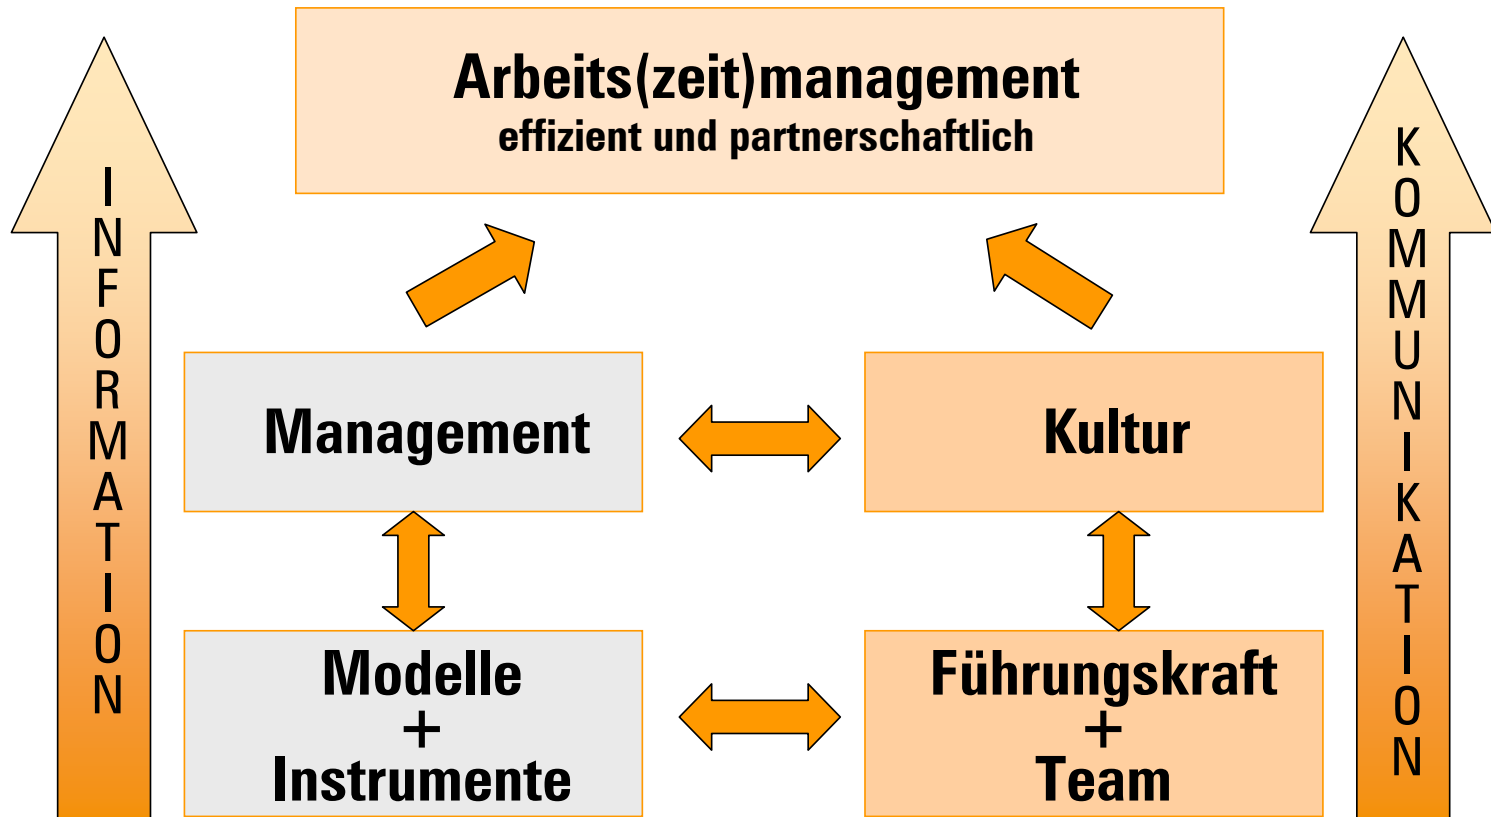 Arbeits(zeit)management
effizient und partnerschaftlich
INFORMATION
KOMMUNIKATION
Management
Kultur
Modelle
+
Instrumente
Führungskraft
+
Team